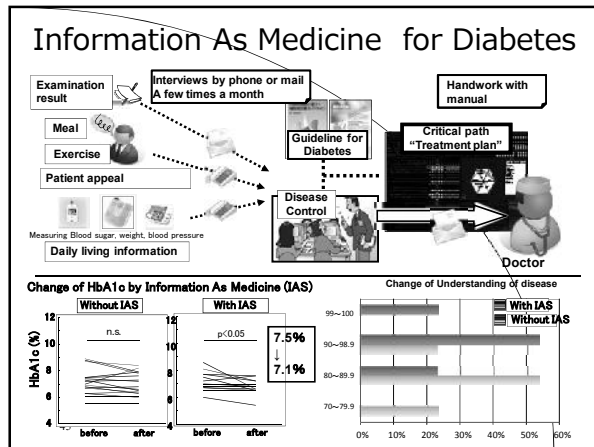 Information As Medicine for Diabetes
Examination
result
Interviews by phone or mail
A few times a month
Handwork with
manual
Meal
Exercise
Patient appeal
Guideline for
Diabetes
Critical path
"Treatment plan"
Disease
Control
Measuring Blood sugar, weight, blood pressure
Daily living information
Doctor
Change of HbA1c by Information As Medicine (IAS)
Without IAS
With IAS
HbA1c (%)
12
10
8
6
4
n.s.
before
after
12
10
8
6
4
p<0.05
before
after
7.5%
↓
7.1%
Change of Understanding of disease
With IAS
Without IAS
99~100
90~98.9
80~89.9
70~79.9
0%
10%
20%
30%
40%
50%
60%